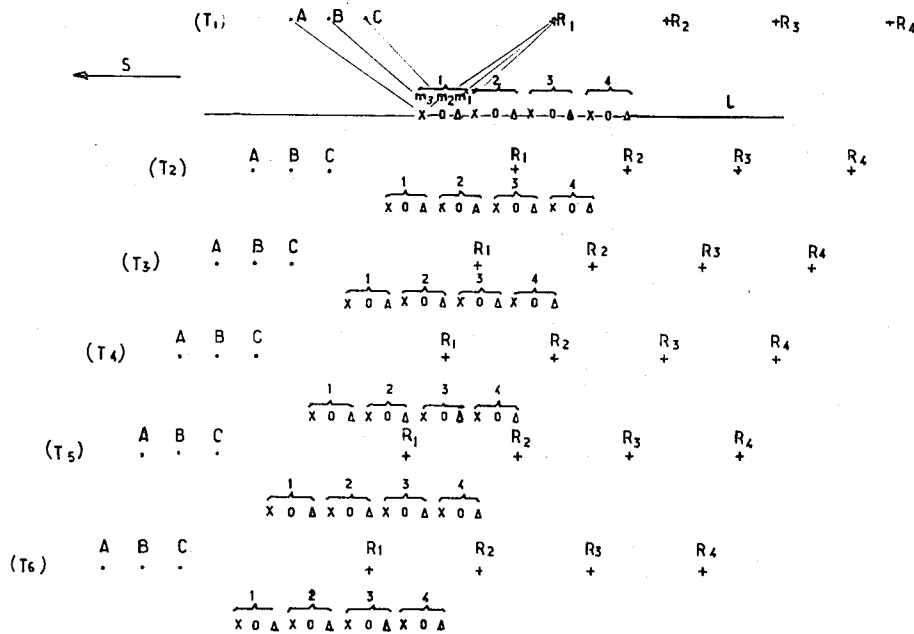 (T1) A B C R1 R2 R3 R4
S
1 2 3 4
m3 m2 m1
X O Δ X O Δ X O Δ X O Δ L
(T2) A B C R1 R2 R3 R4
1 2 3 4
X O Δ X O Δ X O Δ X O Δ
(T3) A B C R1 R2 R3 R4
1 2 3 4
X O Δ X O Δ X O Δ X O Δ
(T4) A B C R1 R2 R3 R4
1 2 3 4
X O Δ X O Δ X O Δ X O Δ
(T5) A B C R1 R2 R3 R4
1 2 3 4
X O Δ X O Δ X O Δ X O Δ
(T6) A B C R1 R2 R3 R4
1 2 3 4
X O Δ X O Δ X O Δ X O Δ